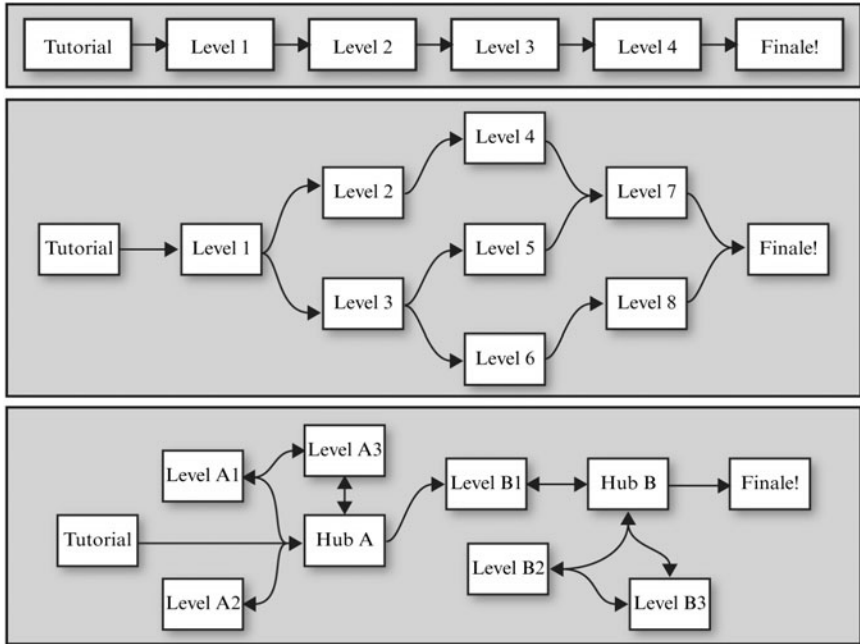 Tutorial
Level 1
Level 2
Level 3
Level 4
Finale!
Level 4
Level 2
Level 7
Tutorial
Level 1
Level 5
Finale!
Level 3
Level 8
Level 6
Level A3
Level A1
Level B1
Hub B
Finale!
Tutorial
Hub A
Level B2
Level A2
Level B3